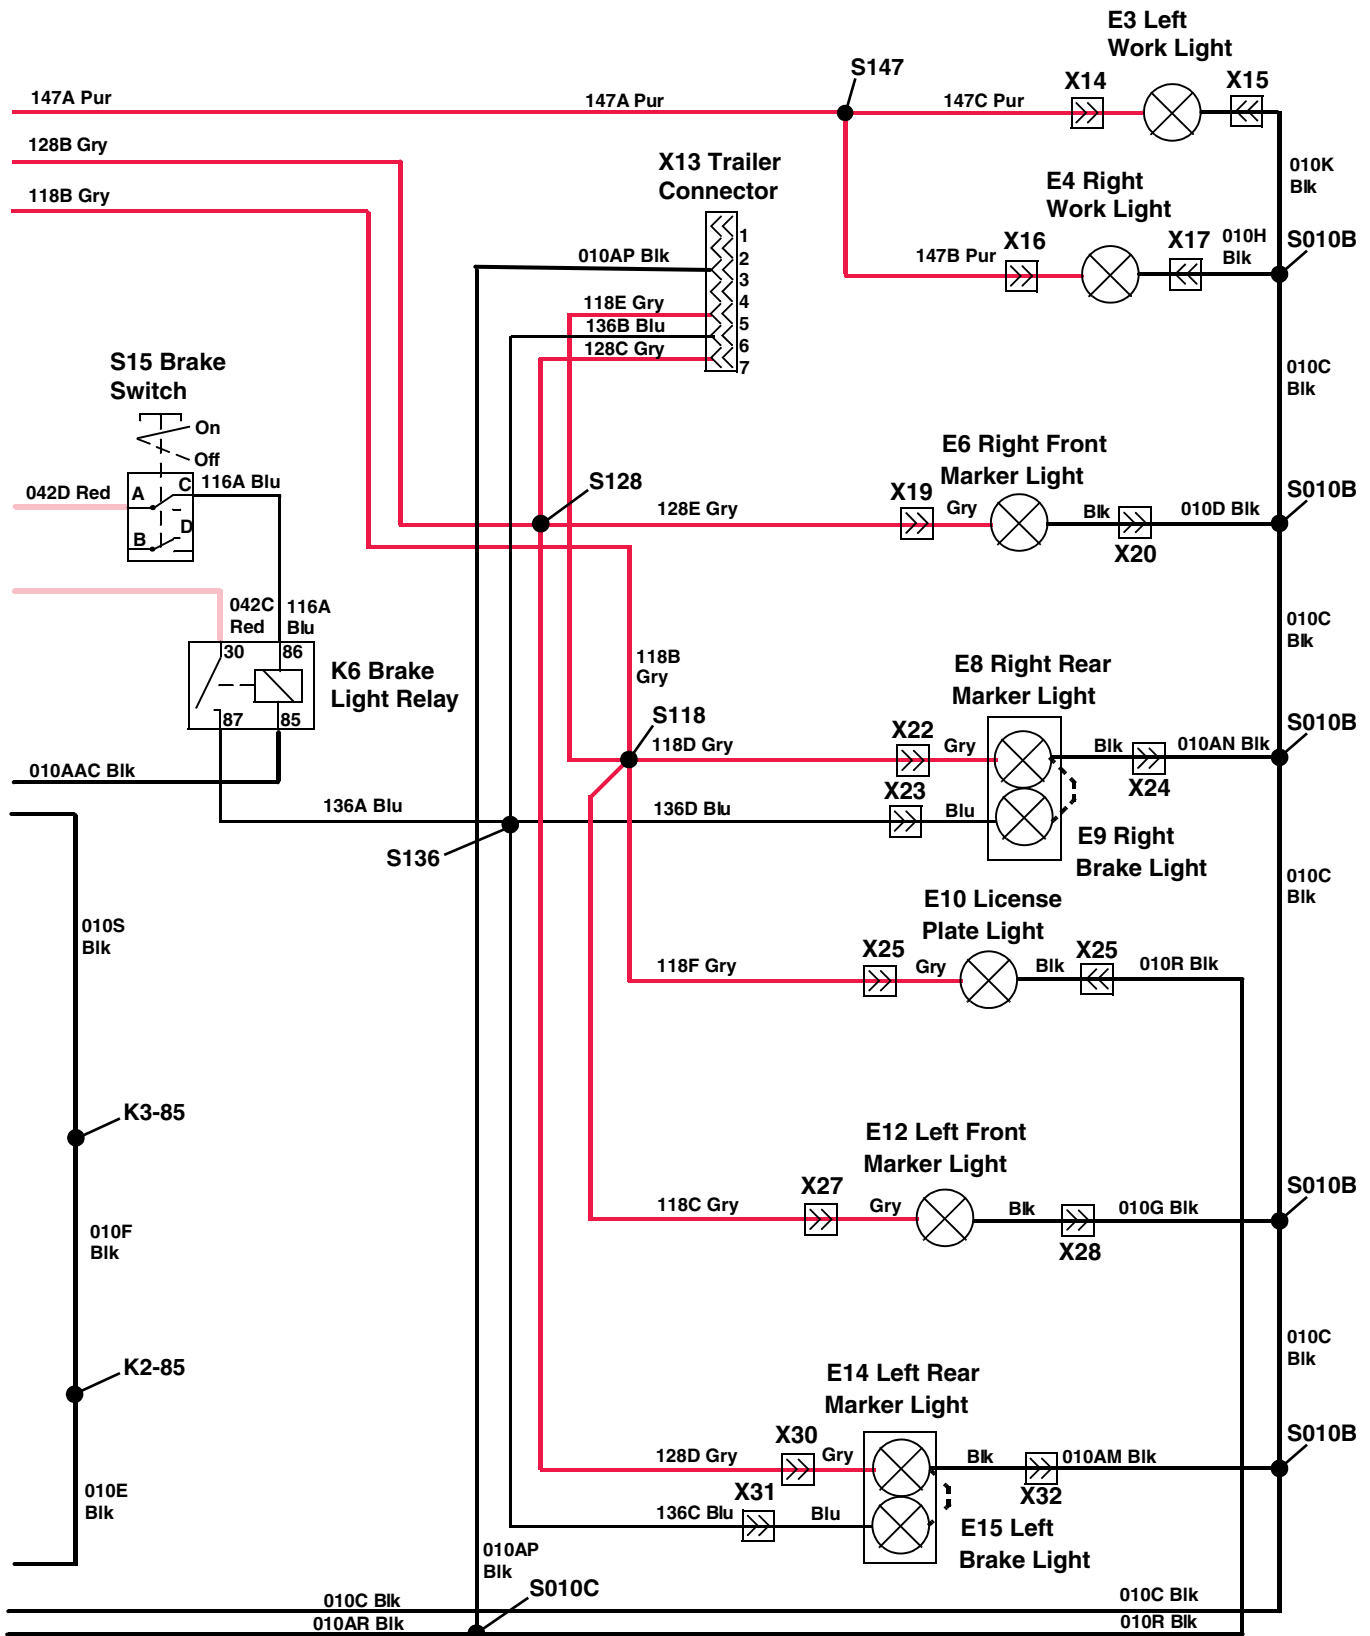 E3 Left
Work Light
S147
X14
X15
147A Pur
147A Pur
147C Pur
128B Gry
X13 Trailer
Connector
010K
Blk
118B Gry
E4 Right
Work Light
1
2
3
4
5
6
7
010AP Blk
X16
X17
010H
Blk
S010B
147B Pur
118E Gry
136B Blu
128C Gry
S15 Brake
Switch
010C
Blk
On
Off
E6 Right Front
Marker Light
042D Red
A
C
116A Blu
B
D
S128
X19
128E Gry
Gry
Blk
010D Blk
X20
S010B
042C
Red
116A
Blu
30
86
87
85
K6 Brake
Light Relay
118B
Gry
010C
Blk
E8 Right Rear
Marker Light
S118
118D Gry
X22
Gry
Blk
010AN Blk
S010B
X24
010AAC Blk
136A Blu
136D Blu
X23
Blu
S136
E9 Right
Brake Light
010C
Blk
010S
Blk
E10 License
Plate Light
118F Gry
X25
Gry
Blk
X25
010R Blk
K3-85
E12 Left Front
Marker Light
X27
118C Gry
Gry
Blk
010G Blk
X28
S010B
010F
Blk
010C
Blk
K2-85
E14 Left Rear
Marker Light
X30
128D Gry
Gry
Blk
010AM Blk
X32
S010B
010E
Blk
X31
136C Blu
Blu
E15 Left
Brake Light
010AP
Blk
S010C
010C Blk
010C Blk
010AR Blk
010R Blk